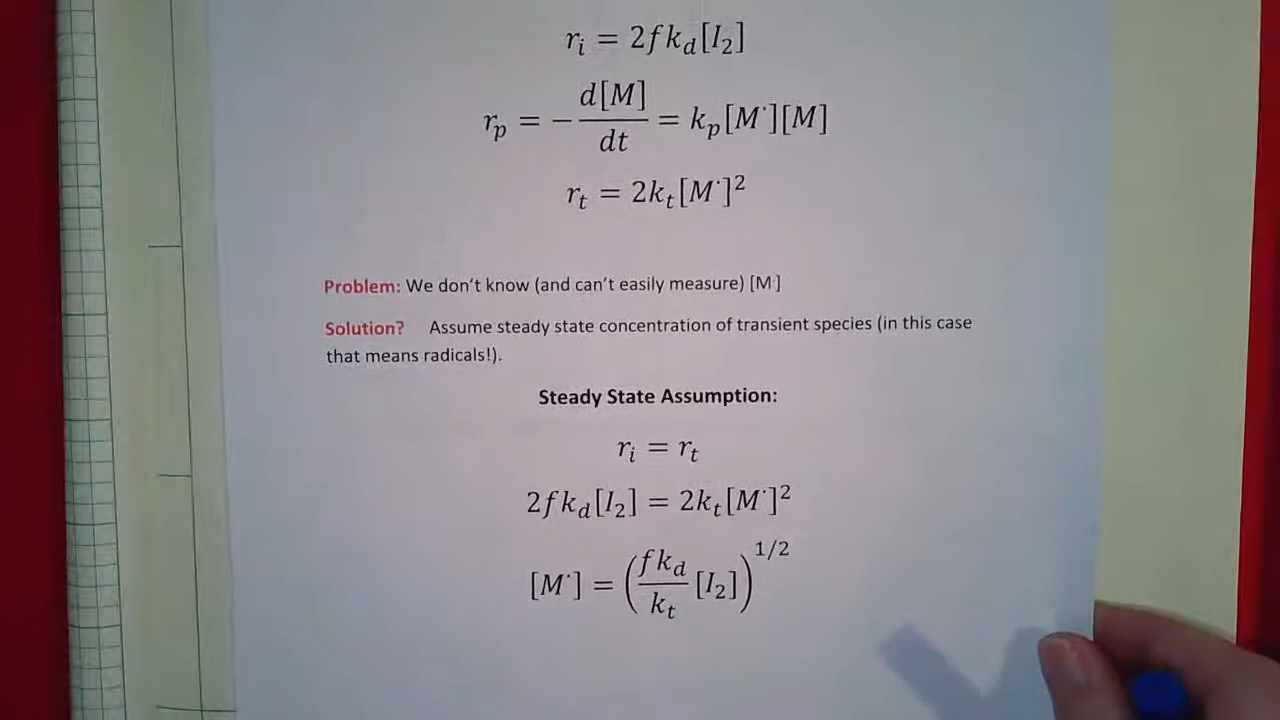 r_i = 2fk_d[I_2]
r_p = −d[M]/dt = k_p[M˙][M]
r_t = 2k_t[M˙]^2
Problem: We don't know (and can't easily measure) [M˙]
Solution? Assume steady state concentration of transient species (in this case
that means radicals!).
Steady State Assumption:
r_i = r_t
2fk_d[I_2] = 2k_t[M˙]^2
[M˙] = (fk_d/k_t [I_2])^1/2